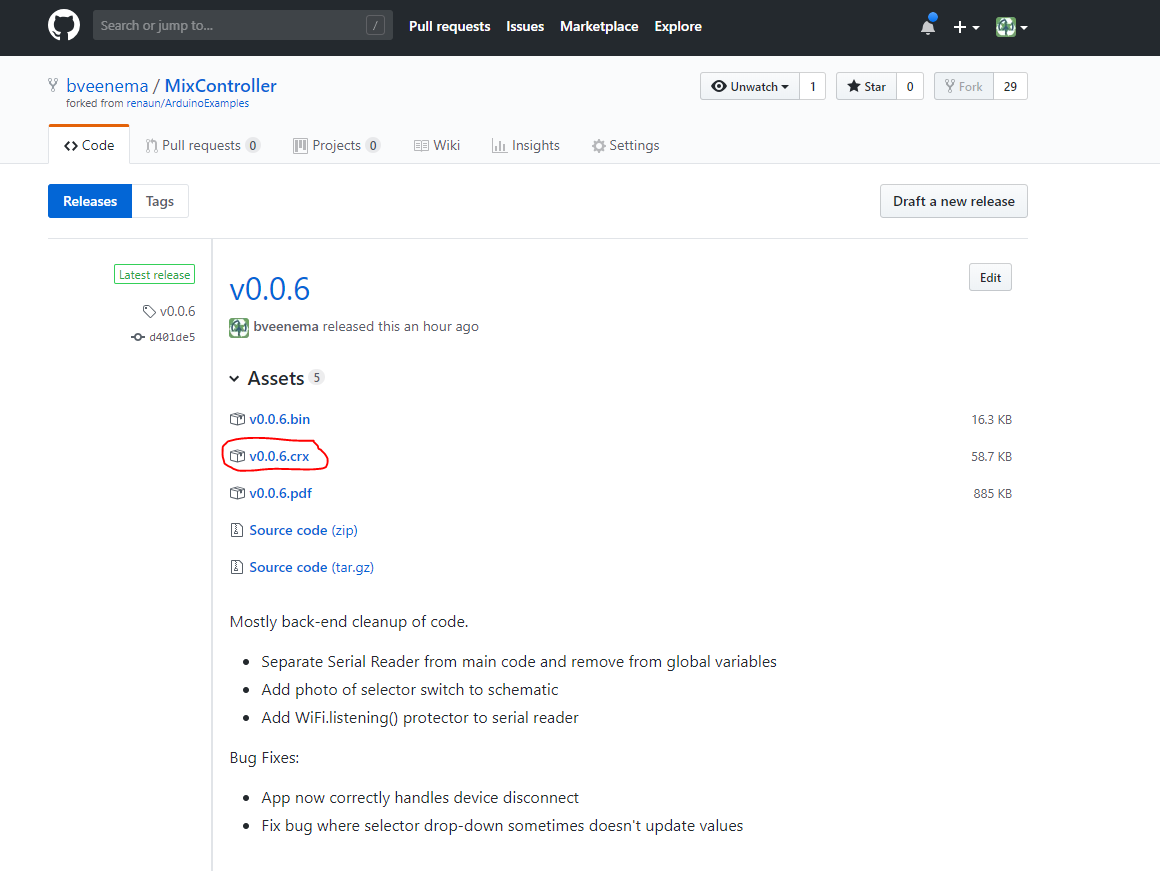 Search or jump to... / Pull requests Issues Marketplace Explore
bveenema / MixController Unwatch 1 Star 0 Fork 29
forked from renaun/ArduinoExamples
Code Pull requests 0 Projects 0 Wiki Insights Settings
Releases Tags Draft a new release
Latest release
v0.0.6
d401de5
v0.0.6 Edit
bveenema released this an hour ago
Assets 5
v0.0.6.bin 16.3 KB
v0.0.6.crx 58.7 KB
v0.0.6.pdf 885 KB
Source code (zip)
Source code (tar.gz)
Mostly back-end cleanup of code.
• Separate Serial Reader from main code and remove from global variables
• Add photo of selector switch to schematic
• Add WiFi.listening() protector to serial reader
Bug Fixes:
• App now correctly handles device disconnect
• Fix bug where selector drop-down sometimes doesn't update values